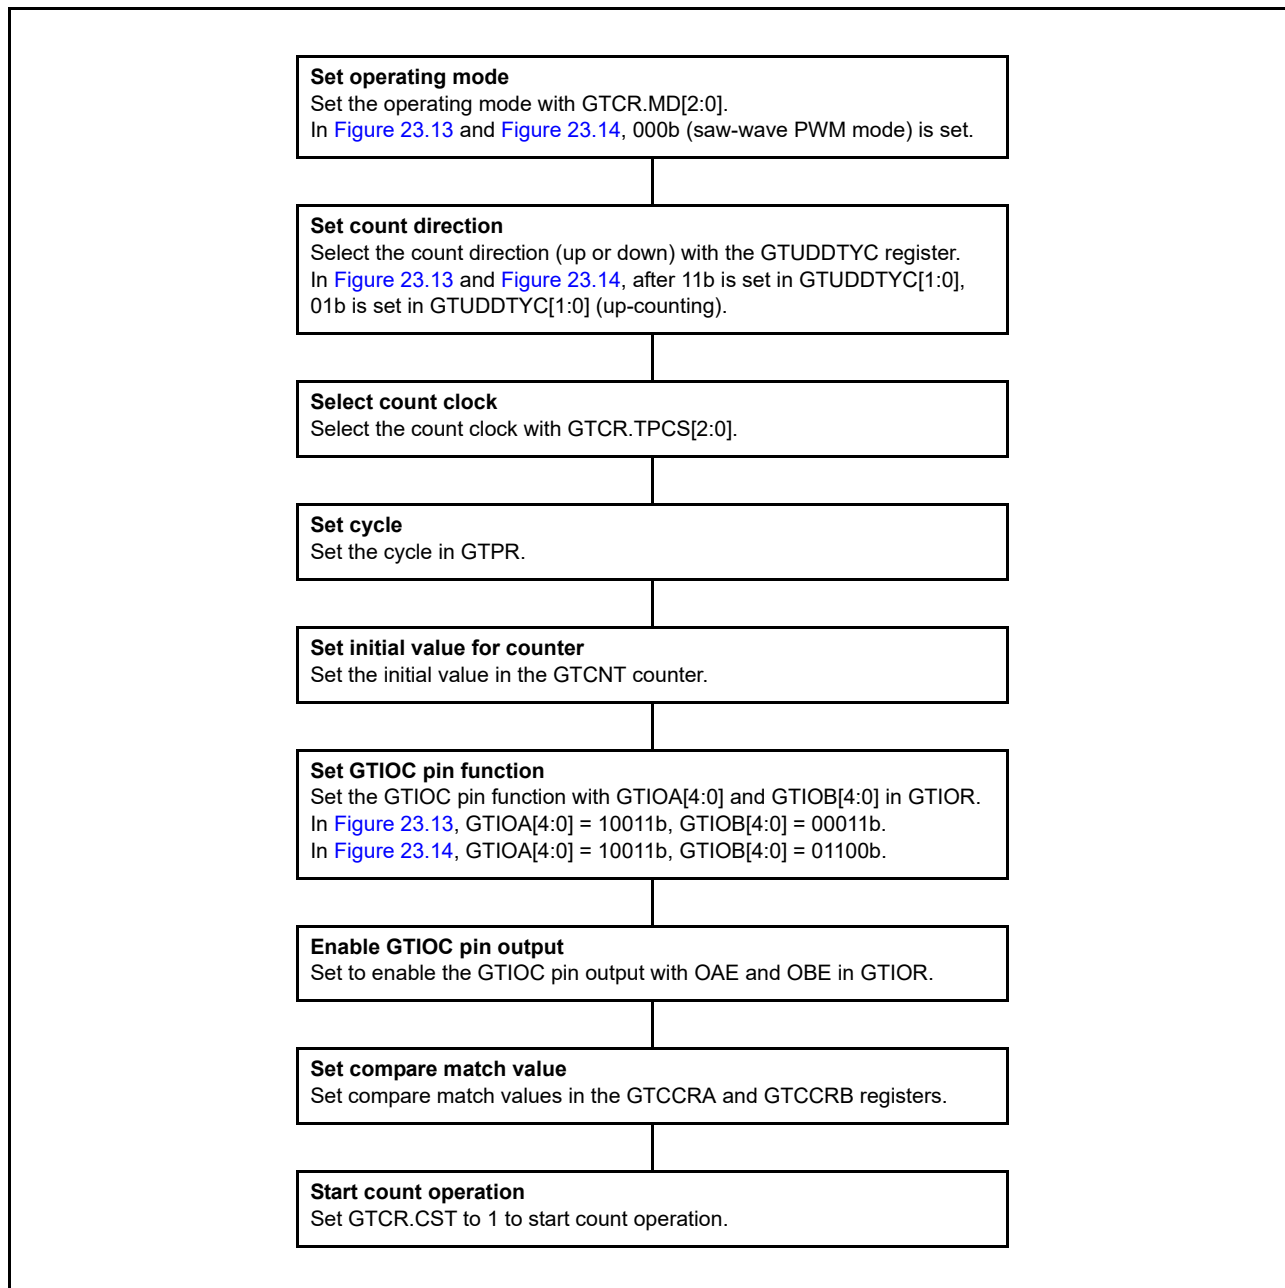 Set operating mode
Set the operating mode with GTCR.MD[2:0].
In Figure 23.13 and Figure 23.14, 000b (saw-wave PWM mode) is set.
Set count direction
Select the count direction (up or down) with the GTUDDTYC register.
In Figure 23.13 and Figure 23.14, after 11b is set in GTUDDTYC[1:0],
01b is set in GTUDDTYC[1:0] (up-counting).
Select count clock
Select the count clock with GTCR.TPCS[2:0].
Set cycle
Set the cycle in GTPR.
Set initial value for counter
Set the initial value in the GTCNT counter.
Set GTIOC pin function
Set the GTIOC pin function with GTIOA[4:0] and GTIOB[4:0] in GTIOR.
In Figure 23.13, GTIOA[4:0] = 10011b, GTIOB[4:0] = 00011b.
In Figure 23.14, GTIOA[4:0] = 10011b, GTIOB[4:0] = 01100b.
Enable GTIOC pin output
Set to enable the GTIOC pin output with OAE and OBE in GTIOR.
Set compare match value
Set compare match values in the GTCCRA and GTCCRB registers.
Start count operation
Set GTCR.CST to 1 to start count operation.